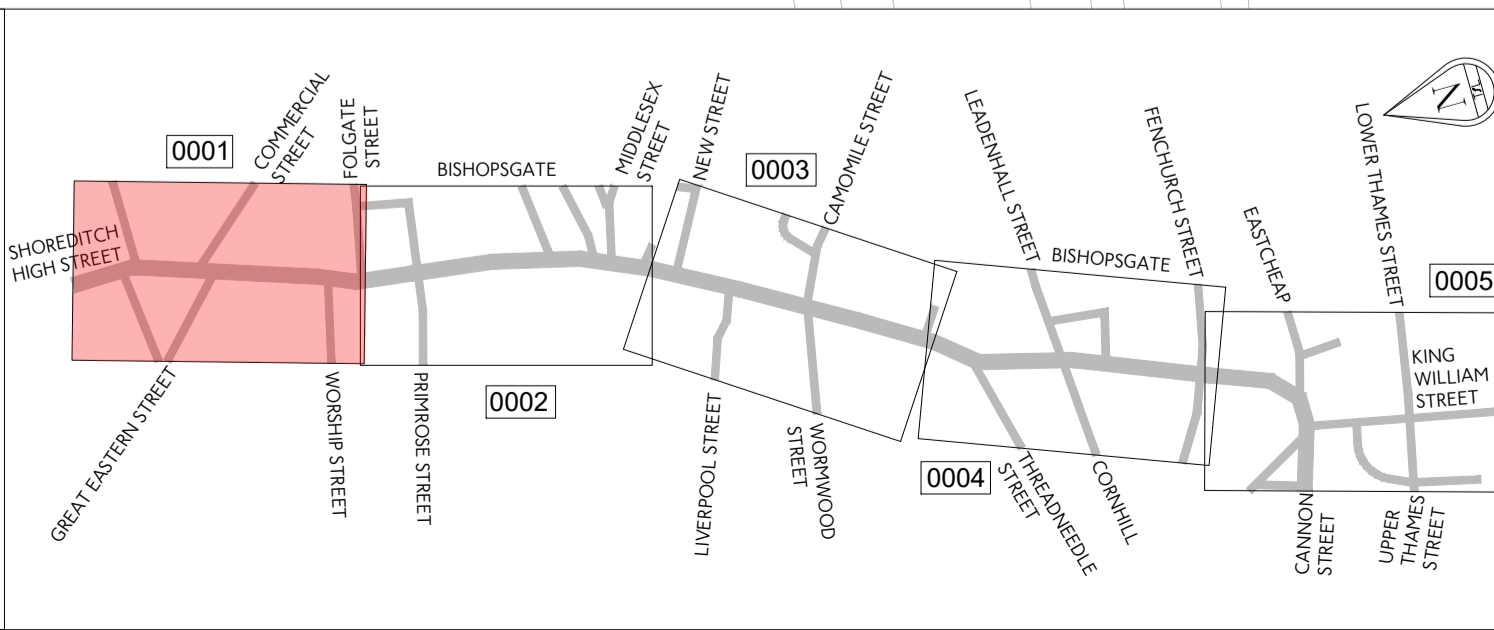 0001
COMMERCIAL
STREET
FOLGATE
STREET
BISHOPSGATE
MIDDLESEX
STREET
NEW STREET
0003
CAMOMILE STREET
LEADENHALL STREET
BISHOPSGATE
FENCHURCH STREET
EASTCHEAP
LOWER THAMES STREET
N
0005
SHOREDITCH
HIGH STREET
GREAT EASTERN STREET
WORSHIP STREET
PRIMROSE STREET
0002
LIVERPOOL STREET
WORMWOOD
STREET
0004
THREADNEEDLE
STREET
CORNHILL
CANNON
STREET
KING
WILLIAM
STREET
UPPER
THAMES
STREET